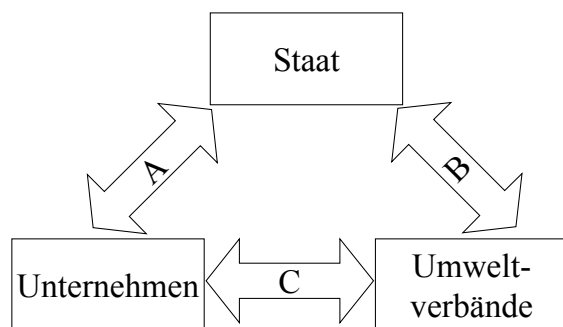 Staat
A
B
Unternehmen
C
Umwelt-
verbände